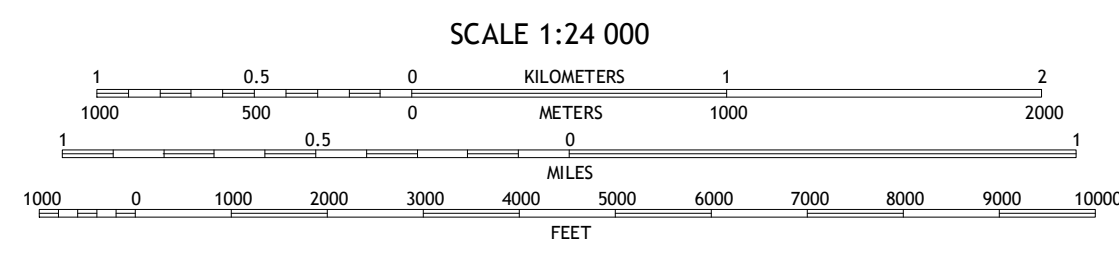 SCALE 1:24 000
1 0.5 0 KILOMETERS 1 2
1000 500 0 METERS 1000 2000
1 0.5 0 1
MILES
1000 0 1000 2000 3000 4000 5000 6000 7000 8000 9000 10000
FEET